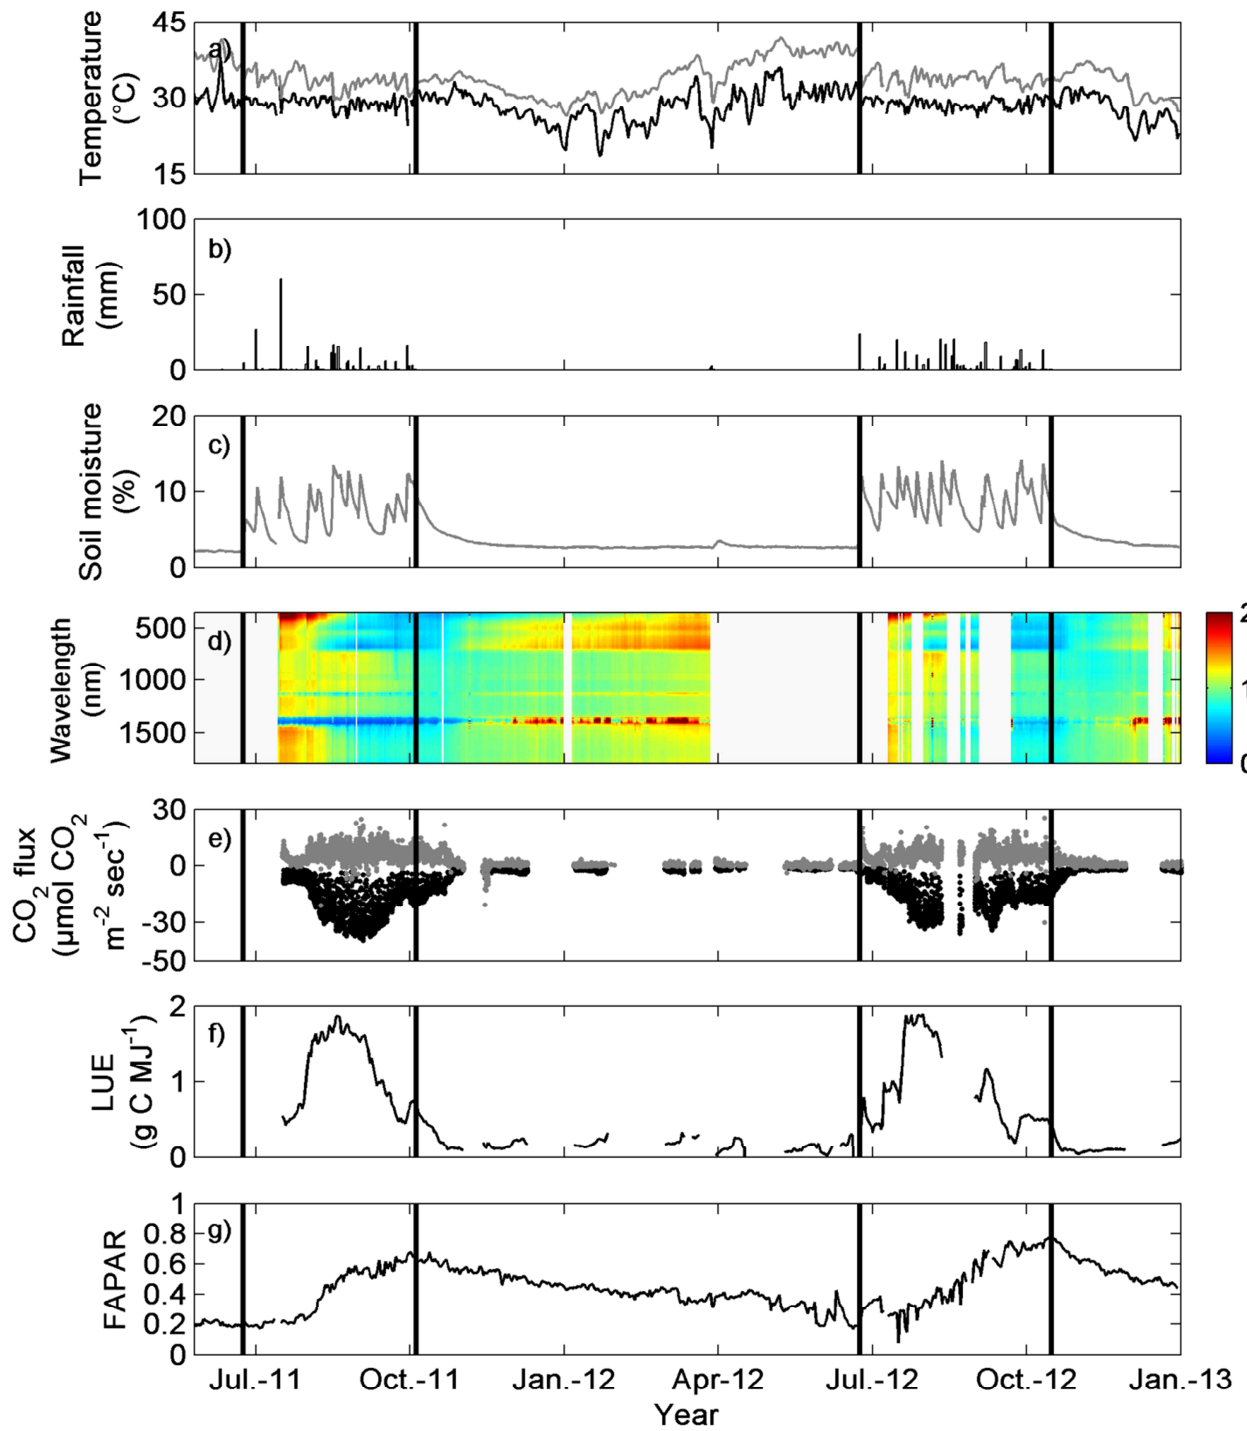 a)
Temperature
(°C)
45
30
15
b)
Rainfall
(mm)
100
50
0
c)
Soil moisture
(%)
20
10
0
d)
Wavelength
(nm)
500
1000
1500
2
1
0
e)
CO2 flux
(µmol CO2
m-2 sec-1)
30
0
-30
-50
f)
LUE
(g C MJ-1)
2
1
0
g)
FAPAR
1
0.8
0.6
0.4
0.2
0
Jul.-11 Oct.-11 Jan.-12 Apr-12 Jul.-12 Oct.-12 Jan.-13
Year